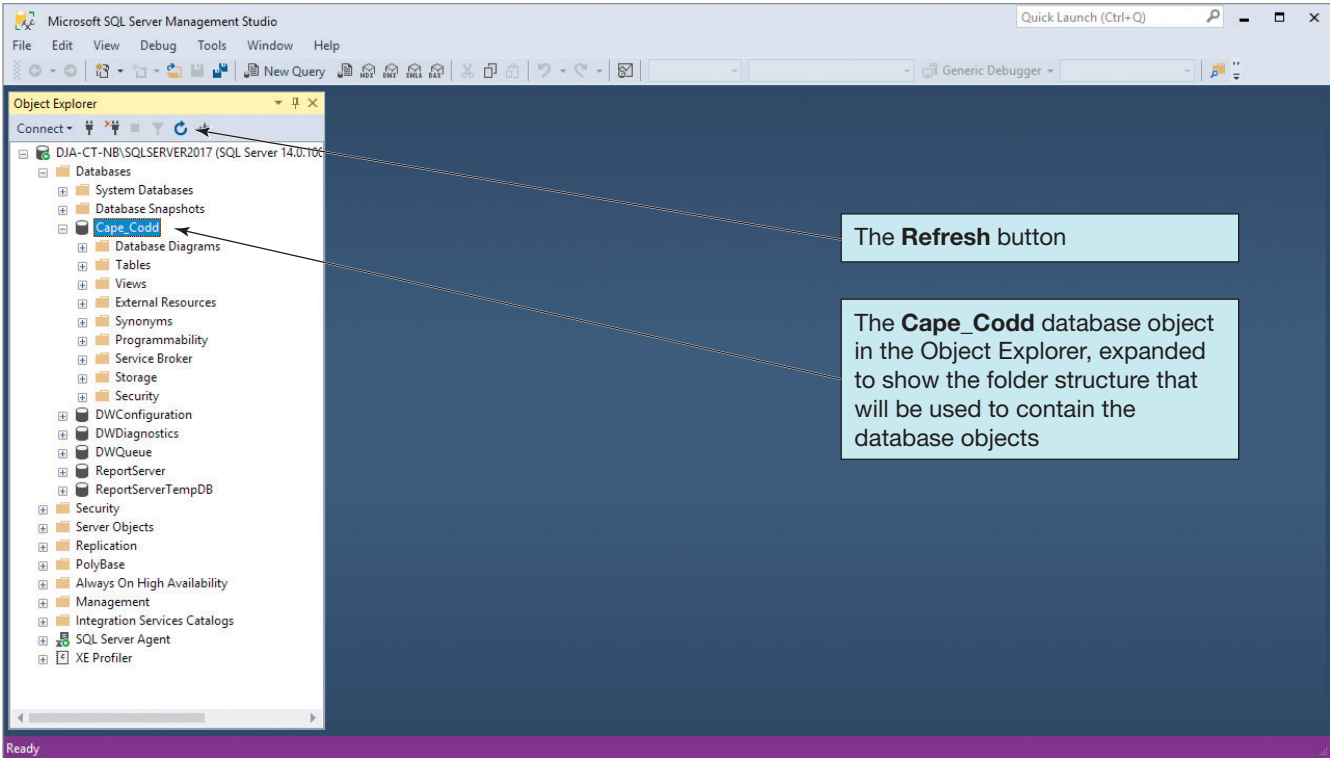 Microsoft SQL Server Management Studio
Quick Launch (Ctrl+Q)
File Edit View Debug Tools Window Help
New Query
MDX DMX XMLA DAX
Generic Debugger
Object Explorer
Connect
DJA-CT-NB\SQLSERVER2017 (SQL Server 14.0.100
Databases
System Databases
Database Snapshots
Cape_Codd
Database Diagrams
Tables
Views
External Resources
Synonyms
Programmability
Service Broker
Storage
Security
DWConfiguration
DWDiagnostics
DWQueue
ReportServer
ReportServerTempDB
Security
Server Objects
Replication
PolyBase
Always On High Availability
Management
Integration Services Catalogs
SQL Server Agent
XE Profiler
The Refresh button
The Cape_Codd database object
in the Object Explorer, expanded
to show the folder structure that
will be used to contain the
database objects
Ready